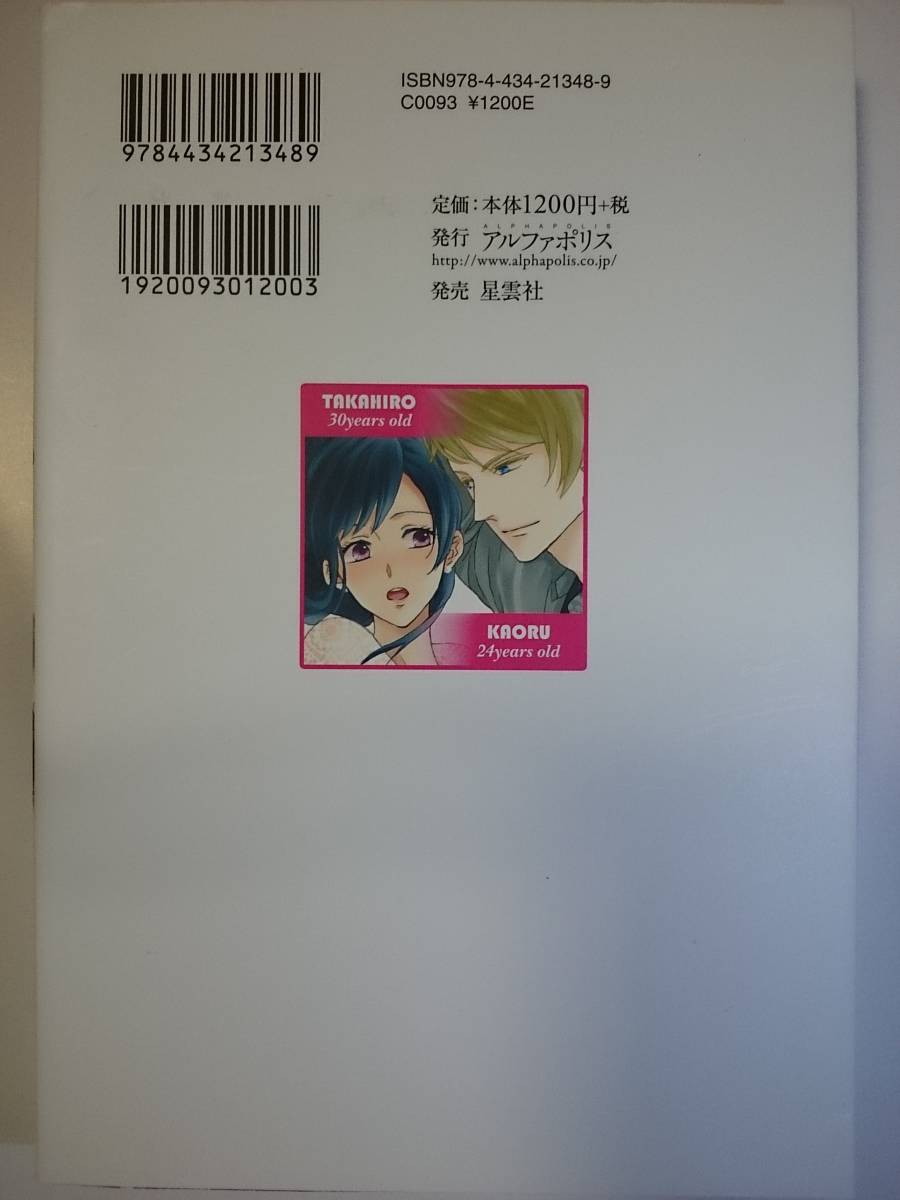 ISBN978-4-434-21348-9
C0093 ¥1200E
9784434213489
定価：本体1200円+税
ALPHAPOLIS
発行 アルファポリス
http://www.alphapolis.co.jp/
発売 星雲社
1920093012003
TAKAHIRO
30years old
KAORU
24years old